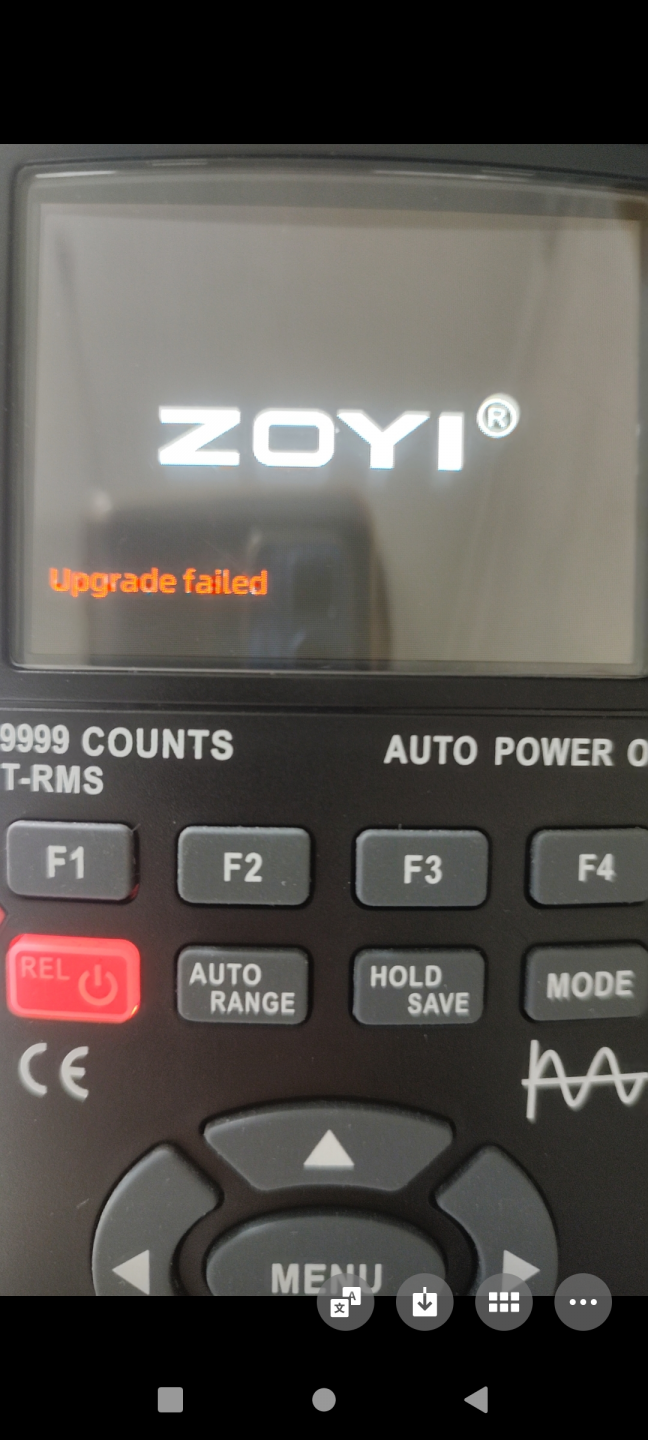 ZOYI®
Upgrade failed
9999 COUNTS
T-RMS
AUTO POWER O
F1
F2
F3
F4
REL
AUTO
RANGE
HOLD
SAVE
MODE
CE
MENU